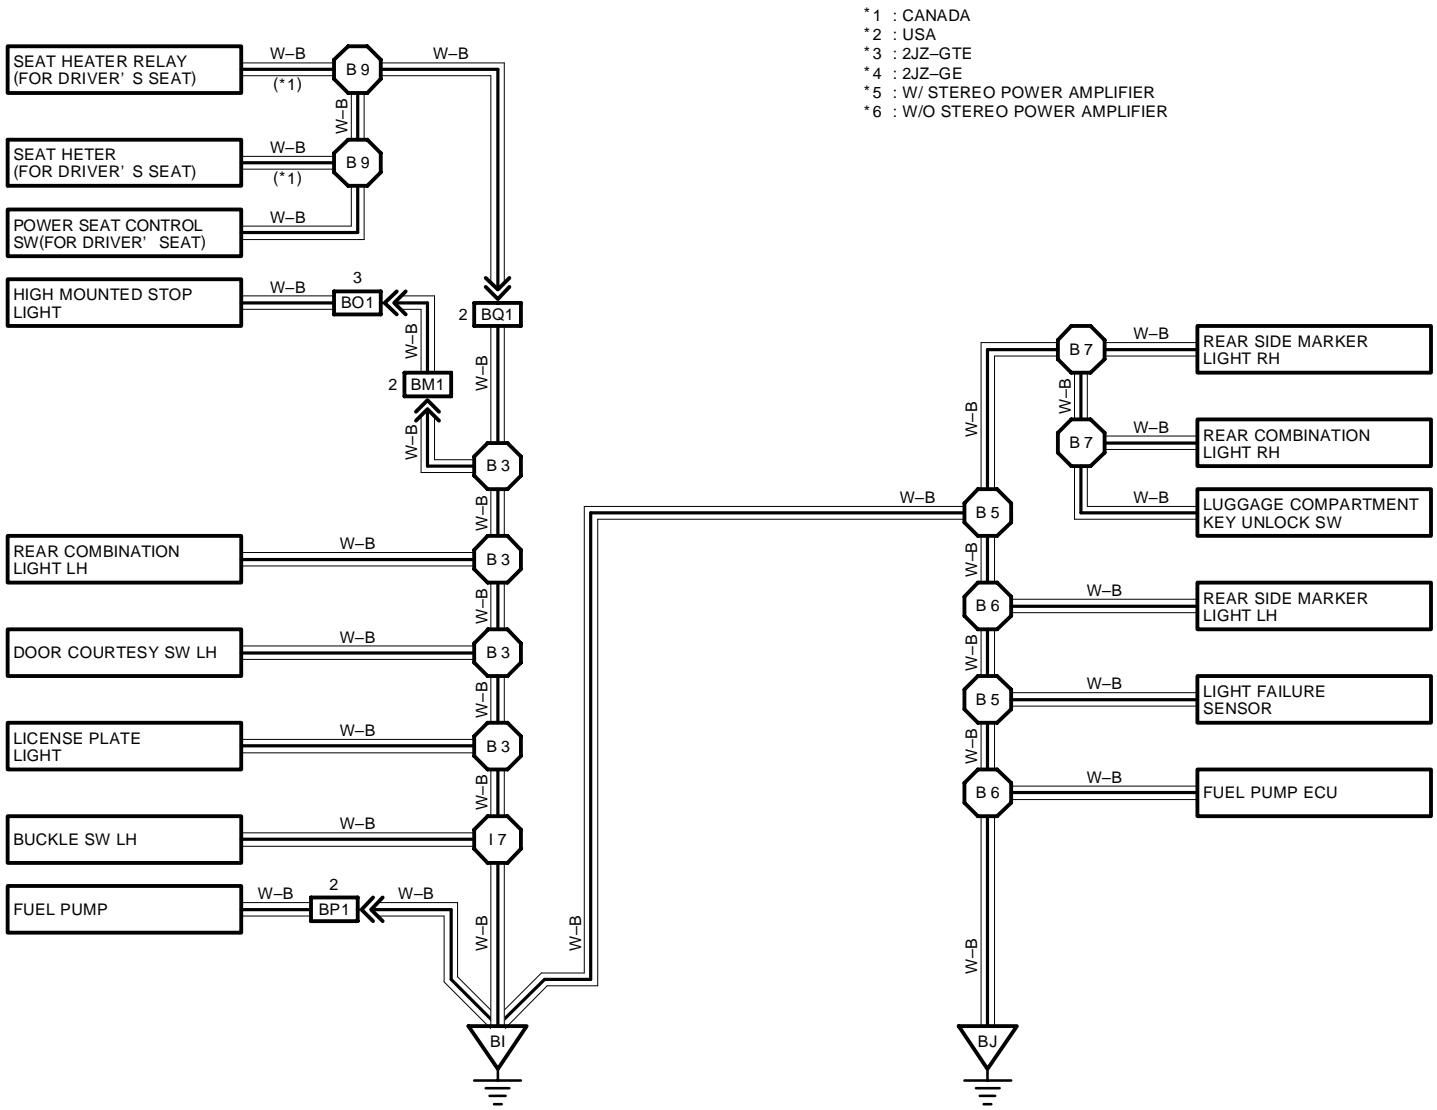 *1 : CANADA
*2 : USA
*3 : 2JZ–GTE
*4 : 2JZ–GE
*5 : W/ STEREO POWER AMPLIFIER
*6 : W/O STEREO POWER AMPLIFIER
SEAT HEATER RELAY
(FOR DRIVER' S SEAT)
W–B
(*1)
B 9
W–B
W–B
SEAT HETER
(FOR DRIVER' S SEAT)
W–B
(*1)
B 9
POWER SEAT CONTROL
SW(FOR DRIVER' SEAT)
W–B
HIGH MOUNTED STOP
LIGHT
W–B
3
BO1
W–B
2 BM1
W–B
2 BQ1
W–B
B 3
W–B
REAR COMBINATION
LIGHT LH
W–B
B 3
W–B
DOOR COURTESY SW LH
W–B
B 3
W–B
LICENSE PLATE
LIGHT
W–B
B 3
W–B
BUCKLE SW LH
W–B
I 7
FUEL PUMP
W–B
2
BP1
W–B
W–B
W–B
BI
W–B
B 7
W–B
REAR SIDE MARKER
LIGHT RH
W–B
W–B
B 7
W–B
REAR COMBINATION
LIGHT RH
W–B
LUGGAGE COMPARTMENT
KEY UNLOCK SW
B 5
W–B
B 6
W–B
REAR SIDE MARKER
LIGHT LH
W–B
B 5
W–B
LIGHT FAILURE
SENSOR
W–B
B 6
W–B
FUEL PUMP ECU
W–B
BJ